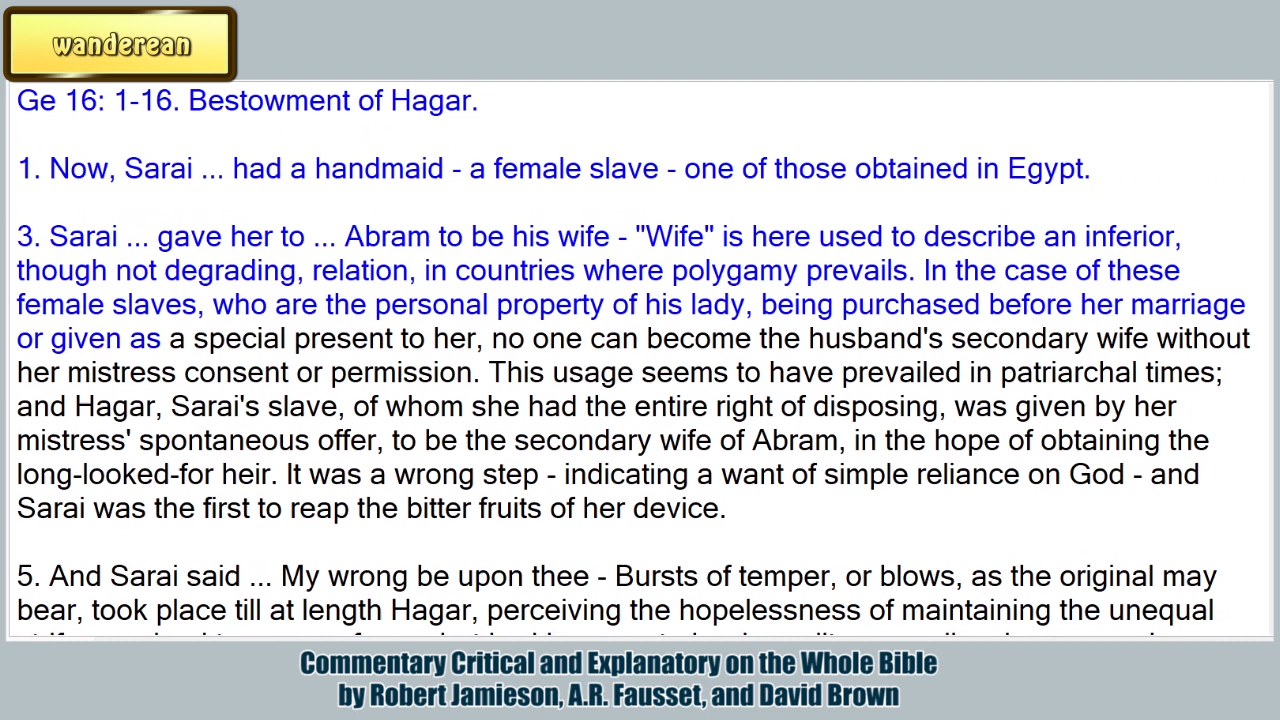 wanderean
Ge 16: 1-16. Bestowment of Hagar.
1. Now, Sarai ... had a handmaid - a female slave - one of those obtained in Egypt.
3. Sarai ... gave her to ... Abram to be his wife - "Wife" is here used to describe an inferior,
though not degrading, relation, in countries where polygamy prevails. In the case of these
female slaves, who are the personal property of his lady, being purchased before her marriage
or given as a special present to her, no one can become the husband's secondary wife without
her mistress consent or permission. This usage seems to have prevailed in patriarchal times;
and Hagar, Sarai's slave, of whom she had the entire right of disposing, was given by her
mistress' spontaneous offer, to be the secondary wife of Abram, in the hope of obtaining the
long-looked-for heir. It was a wrong step - indicating a want of simple reliance on God - and
Sarai was the first to reap the bitter fruits of her device.
5. And Sarai said ... My wrong be upon thee - Bursts of temper, or blows, as the original may
bear, took place till at length Hagar, perceiving the hopelessness of maintaining the unequal
Commentary Critical and Explanatory on the Whole Bible
by Robert Jamieson, A.R. Fausset, and David Brown